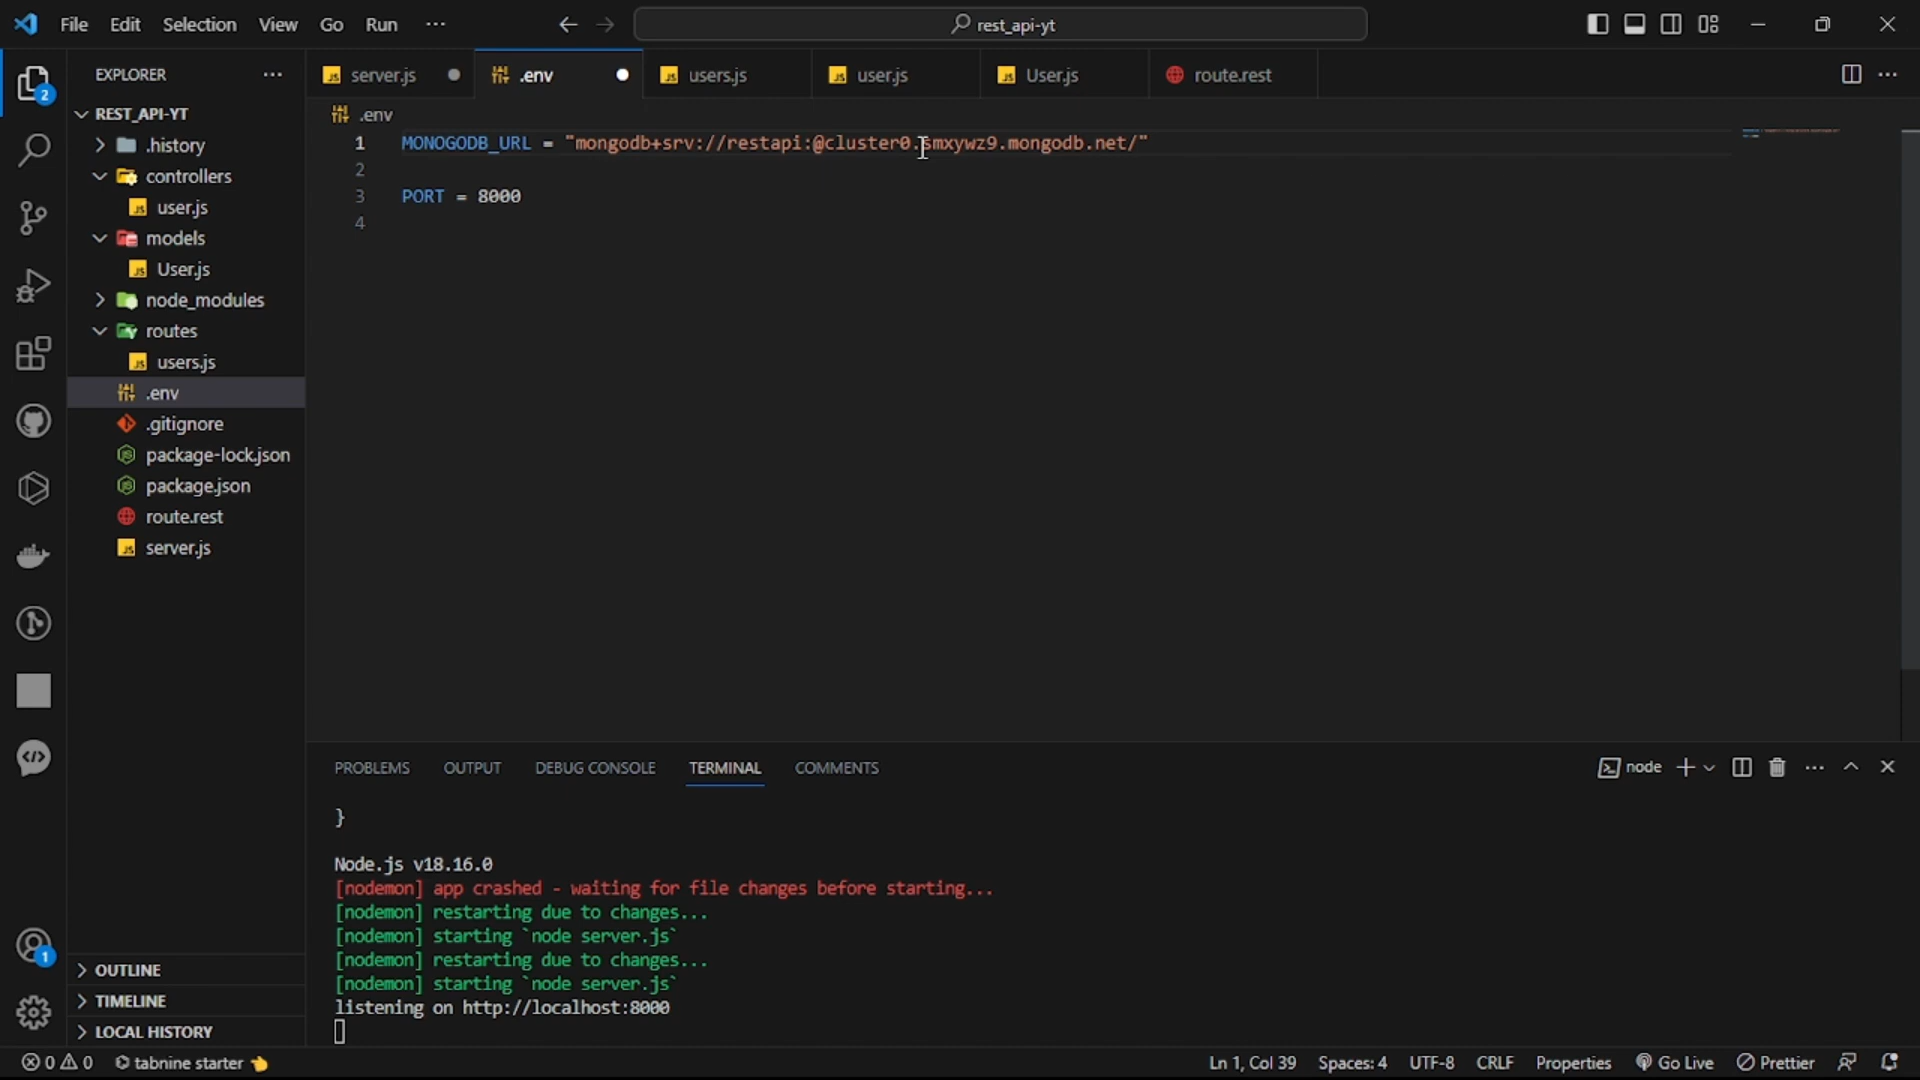 File Edit Selection View Go Run ··· rest_api-yt
EXPLORER ···
server.js
.env
users.js
user.js
User.js
route.rest
REST_API-YT
.history
controllers
user.js
models
User.js
node_modules
routes
users.js
.env
.gitignore
package-lock.json
package.json
route.rest
server.js
OUTLINE
TIMELINE
LOCAL HISTORY
2
1
.env
1 MONOGODB_URL = "mongodb+srv://restapi:@cluster0.smxywz9.mongodb.net/"
2
3 PORT = 8000
4
PROBLEMS OUTPUT DEBUG CONSOLE TERMINAL COMMENTS node
}
Node.js v18.16.0
[nodemon] app crashed - waiting for file changes before starting...
[nodemon] restarting due to changes...
[nodemon] starting `node server.js`
[nodemon] restarting due to changes...
[nodemon] starting `node server.js`
listening on http://localhost:8000
0 0 tabnine starter Ln 1, Col 39 Spaces: 4 UTF-8 CRLF Properties Go Live Prettier